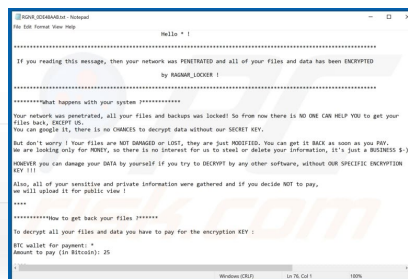 RGNR_0DE48AAB.txt - Notepad
File Edit Format View Help
Hello * !
*****************************************************************************************
If you reading this message, then your network was PENETRATED and all of your files and data has been ENCRYPTED
by RAGNAR_LOCKER !
*****************************************************************************************
*********What happens with your system ?************
Your network was penetrated, all your files and backups was locked! So from now there is NO ONE CAN HELP YOU to get your
files back, EXCEPT US.
You can google it, there is no CHANCES to decrypt data without our SECRET KEY.
But don't worry ! Your files are NOT DAMAGED or LOST, they are just MODIFIED. You can get it BACK as soon as you PAY.
We are looking only for MONEY, so there is no interest for us to steel or delete your information, it's just a BUSINESS $-)
HOWEVER you can damage your DATA by yourself if you try to DECRYPT by any other software, without OUR SPECIFIC ENCRYPTION
KEY !!!
Also, all of your sensitive and private information were gathered and if you decide NOT to pay,
we will upload it for public view !
****
***********How to get back your files ?******
To decrypt all your files and data you have to pay for the encryption KEY :
BTC wallet for payment: *
Amount to pay (in Bitcoin): 25
Windows (CRLF) Ln 76, Col 1 100%